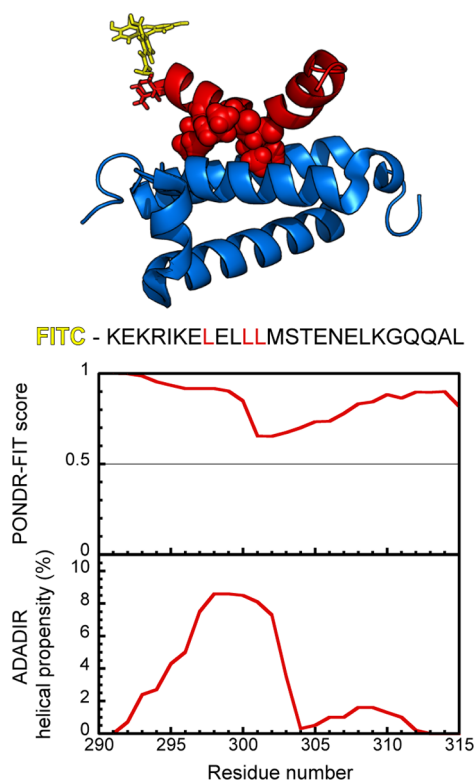 FITC - KEKRIKELELLLMSTENELKGQQAL
1
PONDR-FIT score
0.5
0
10
ADADIR
helical propensity (%)
8
6
4
2
0
290 295 300 305 310 315
Residue number